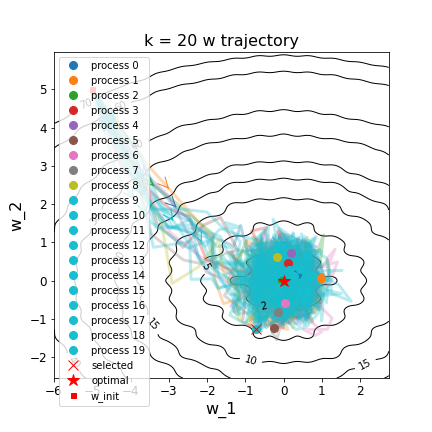 k = 20 w trajectory
w_2
5
4
3
2
1
0
−1
−2
process 0
process 1
process 2
process 3
process 4
process 5
process 6
process 7
process 8
process 9
process 10
process 11
process 12
process 13
process 14
process 15
process 16
process 17
process 18
process 19
selected
optimal
w_init
5
2
10
15
15
−6
−5
−4
−3
−2
−1
0
1
2
w_1